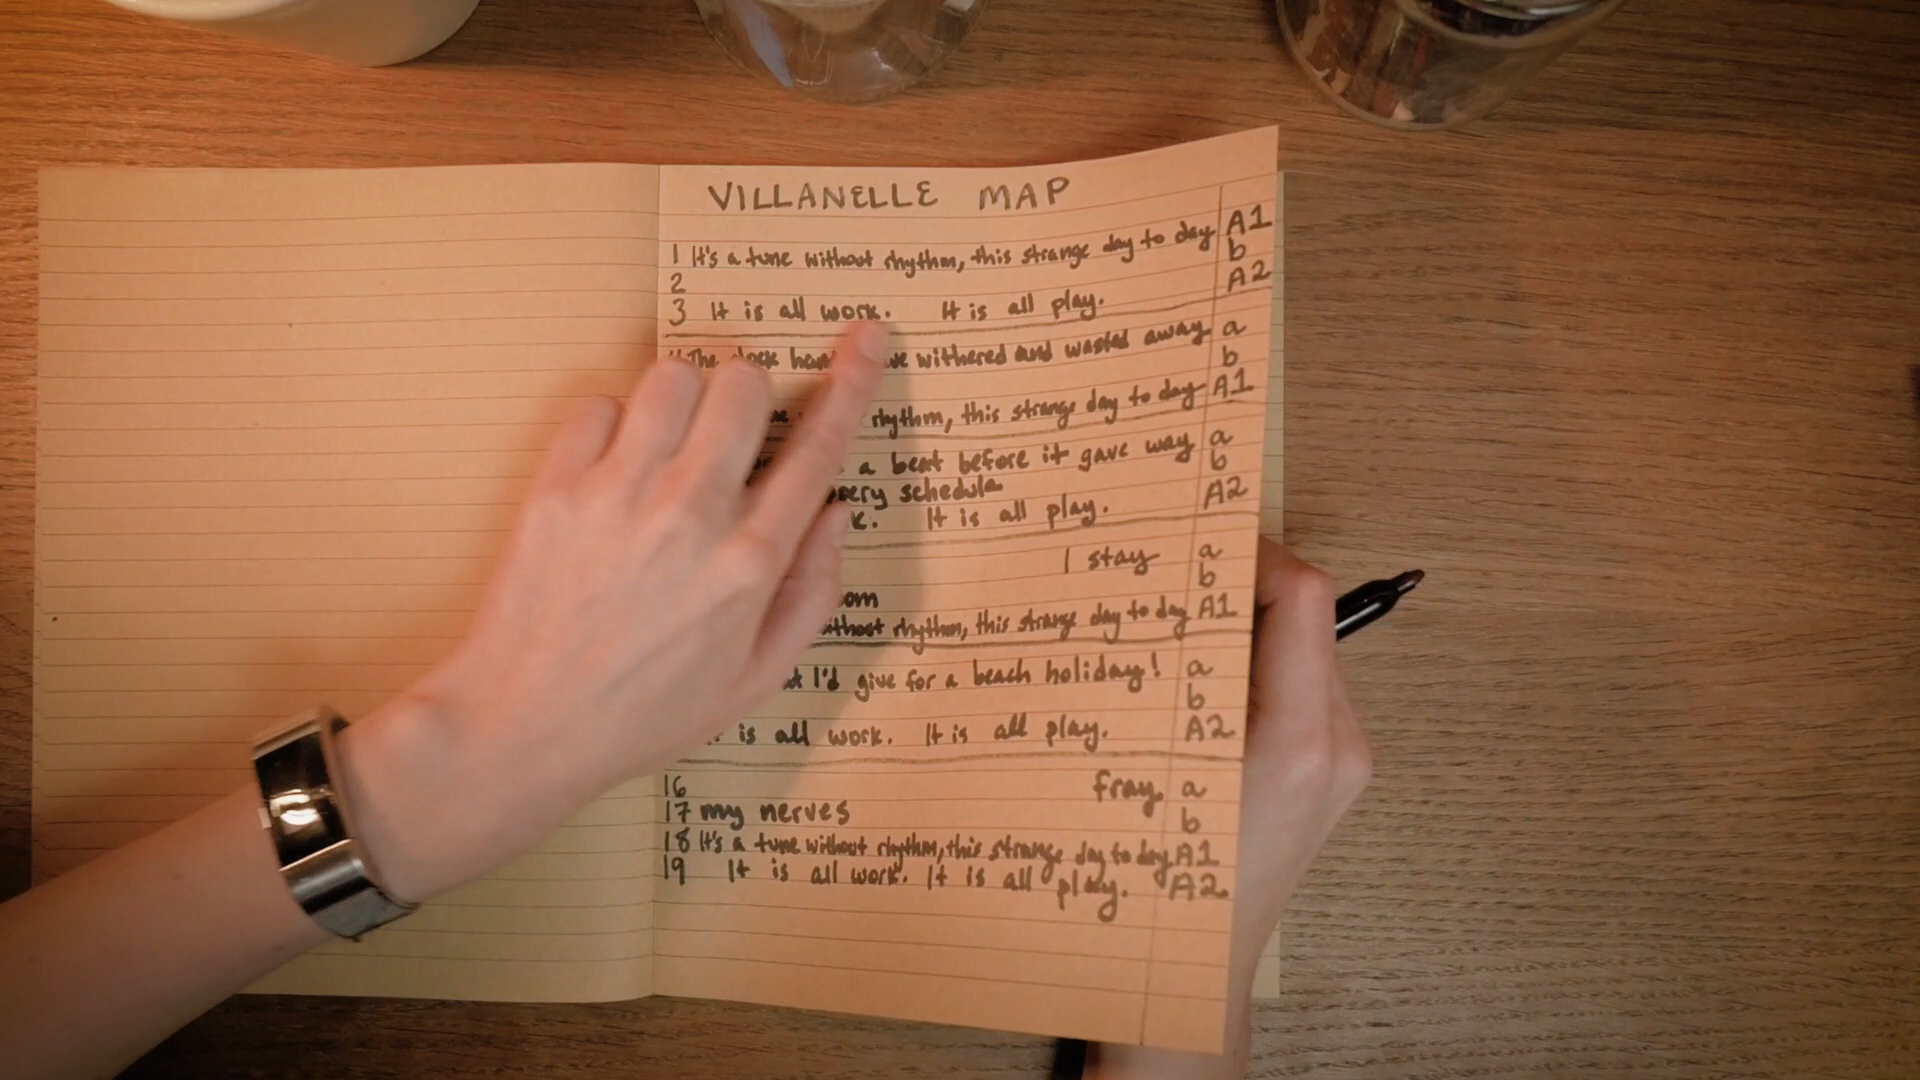 VILLANELLE MAP
1 It's a tune without rhythm, this strange day to day A1
2 b
3 It is all work. It is all play. A2
The withered and wasted away a
b
rhythm, this strange day to day A1
a beat before it gave way a
schedule b
It is all play. A2
I stay a
b
rhythm, this strange day to day A1
I'd give for a beach holiday! a
b
is all work. It is all play. A2
16 fray a
17 my nerves b
18 It's a tune without rhythm, this strange day to day A1
19 It is all work. It is all play. A2